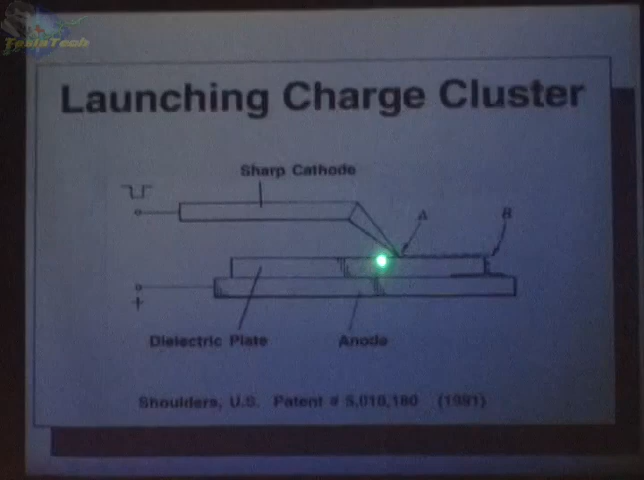 TeslaTech
Launching Charge Cluster
Sharp Cathode
A
B
+
Dielectric Plate
Anode
Shoulders, U.S. Patent # 5,018,180 (1991)